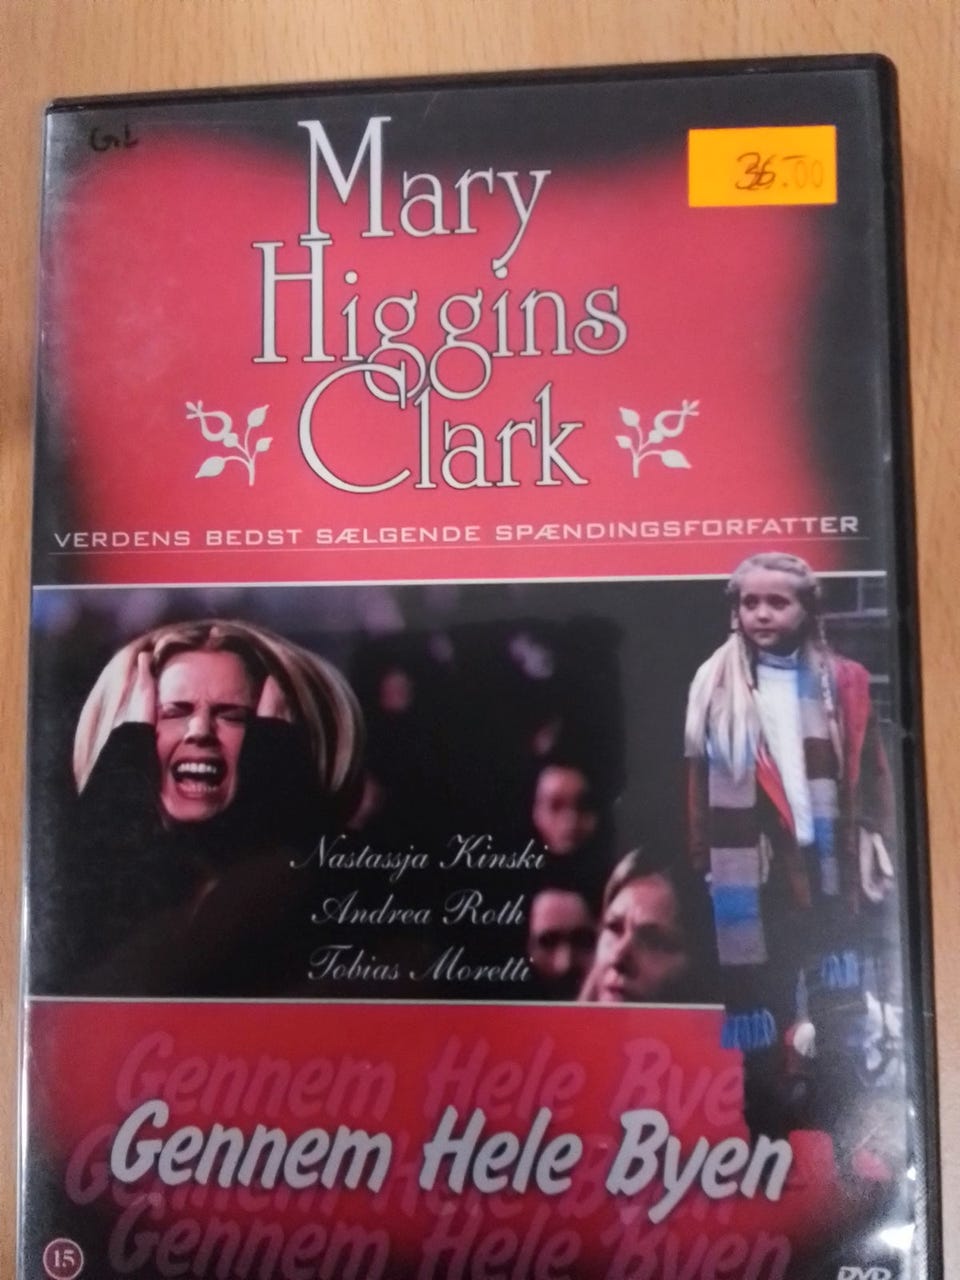 36.00
Mary
Higgins
Clark
VERDENS BEDST SÆLGENDE SPÆNDINGSFORFATTER
Nastassja Kinski
Andrea Roth
Tobias Moretti
Gennem Hele Byen
Gennem Hele Byen
Gennem Hele Byen
15
DVD